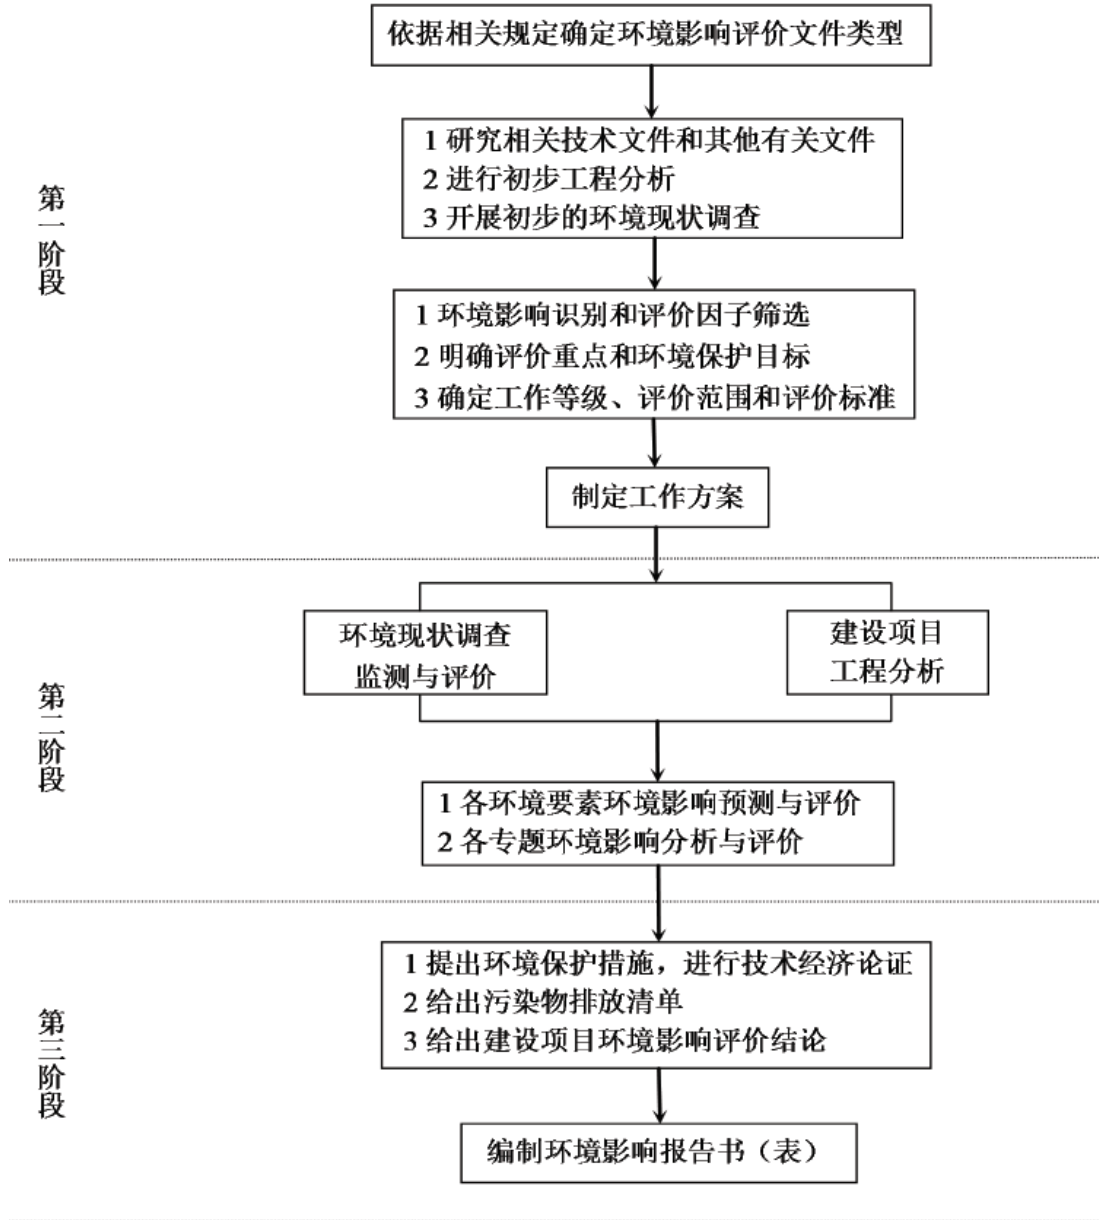 依据相关规定确定环境影响评价文件类型
第一阶段
1 研究相关技术文件和其他有关文件
2 进行初步工程分析
3 开展初步的环境现状调查
1 环境影响识别和评价因子筛选
2 明确评价重点和环境保护目标
3 确定工作等级、评价范围和评价标准
制定工作方案
第二阶段
环境现状调查
监测与评价
建设项目
工程分析
1 各环境要素环境影响预测与评价
2 各专题环境影响分析与评价
第三阶段
1 提出环境保护措施，进行技术经济论证
2 给出污染物排放清单
3 给出建设项目环境影响评价结论
编制环境影响报告书（表）